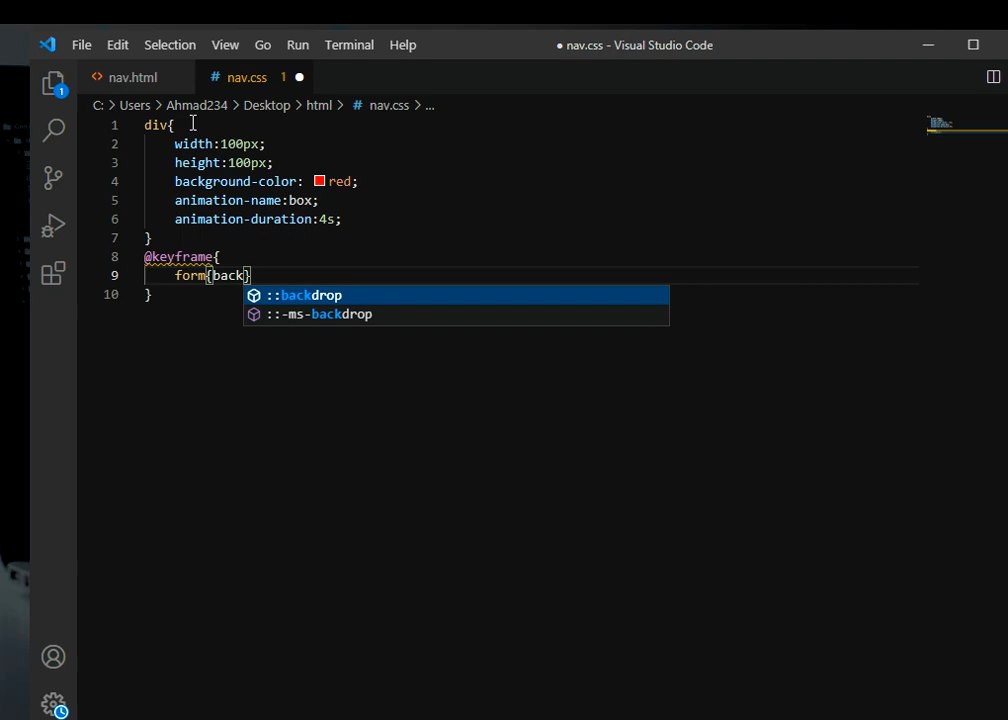 File Edit Selection View Go Run Terminal Help ● nav.css - Visual Studio Code
<> nav.html # nav.css 1 ●
C: > Users > Ahmad234 > Desktop > html > # nav.css > ...
1 div{
2 width:100px;
3 height:100px;
4 background-color: red;
5 animation-name:box;
6 animation-duration:4s;
7 }
8 @keyframe{
9 form{back}
::backdrop
10 }
::-ms-backdrop
1